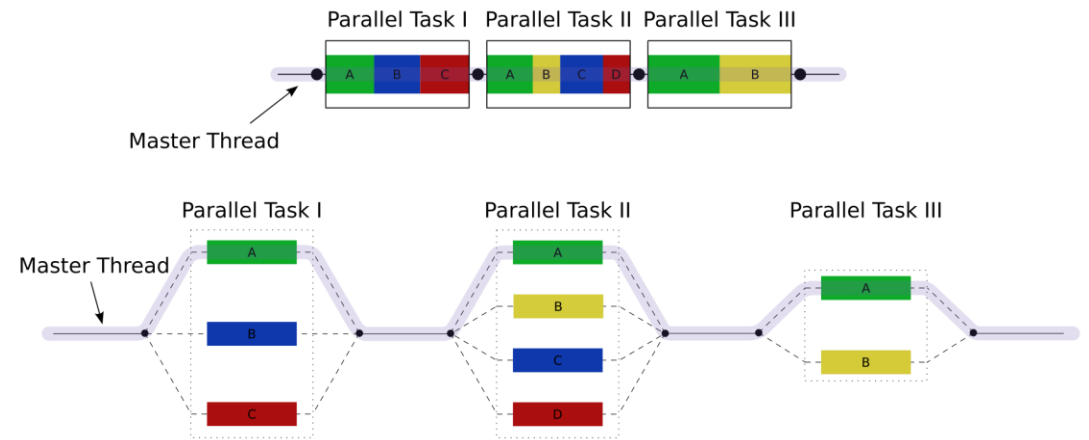 Parallel Task I Parallel Task II Parallel Task III
A B C A B C D A B
Master Thread
Parallel Task I Parallel Task II Parallel Task III
A A
Master Thread
A
B
B
C
B
C D